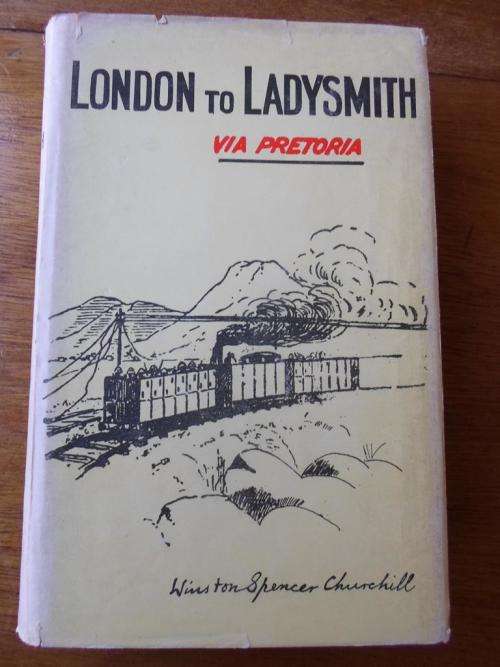 LONDON TO LADYSMITH
VIA PRETORIA
Winston Spencer Churchill